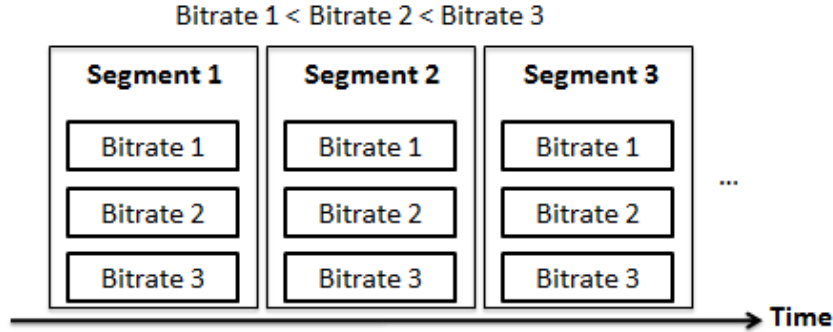 Bitrate 1 < Bitrate 2 < Bitrate 3
Segment 1 Segment 2 Segment 3
Bitrate 1 Bitrate 1 Bitrate 1
...
Bitrate 2 Bitrate 2 Bitrate 2
Bitrate 3 Bitrate 3 Bitrate 3
Time